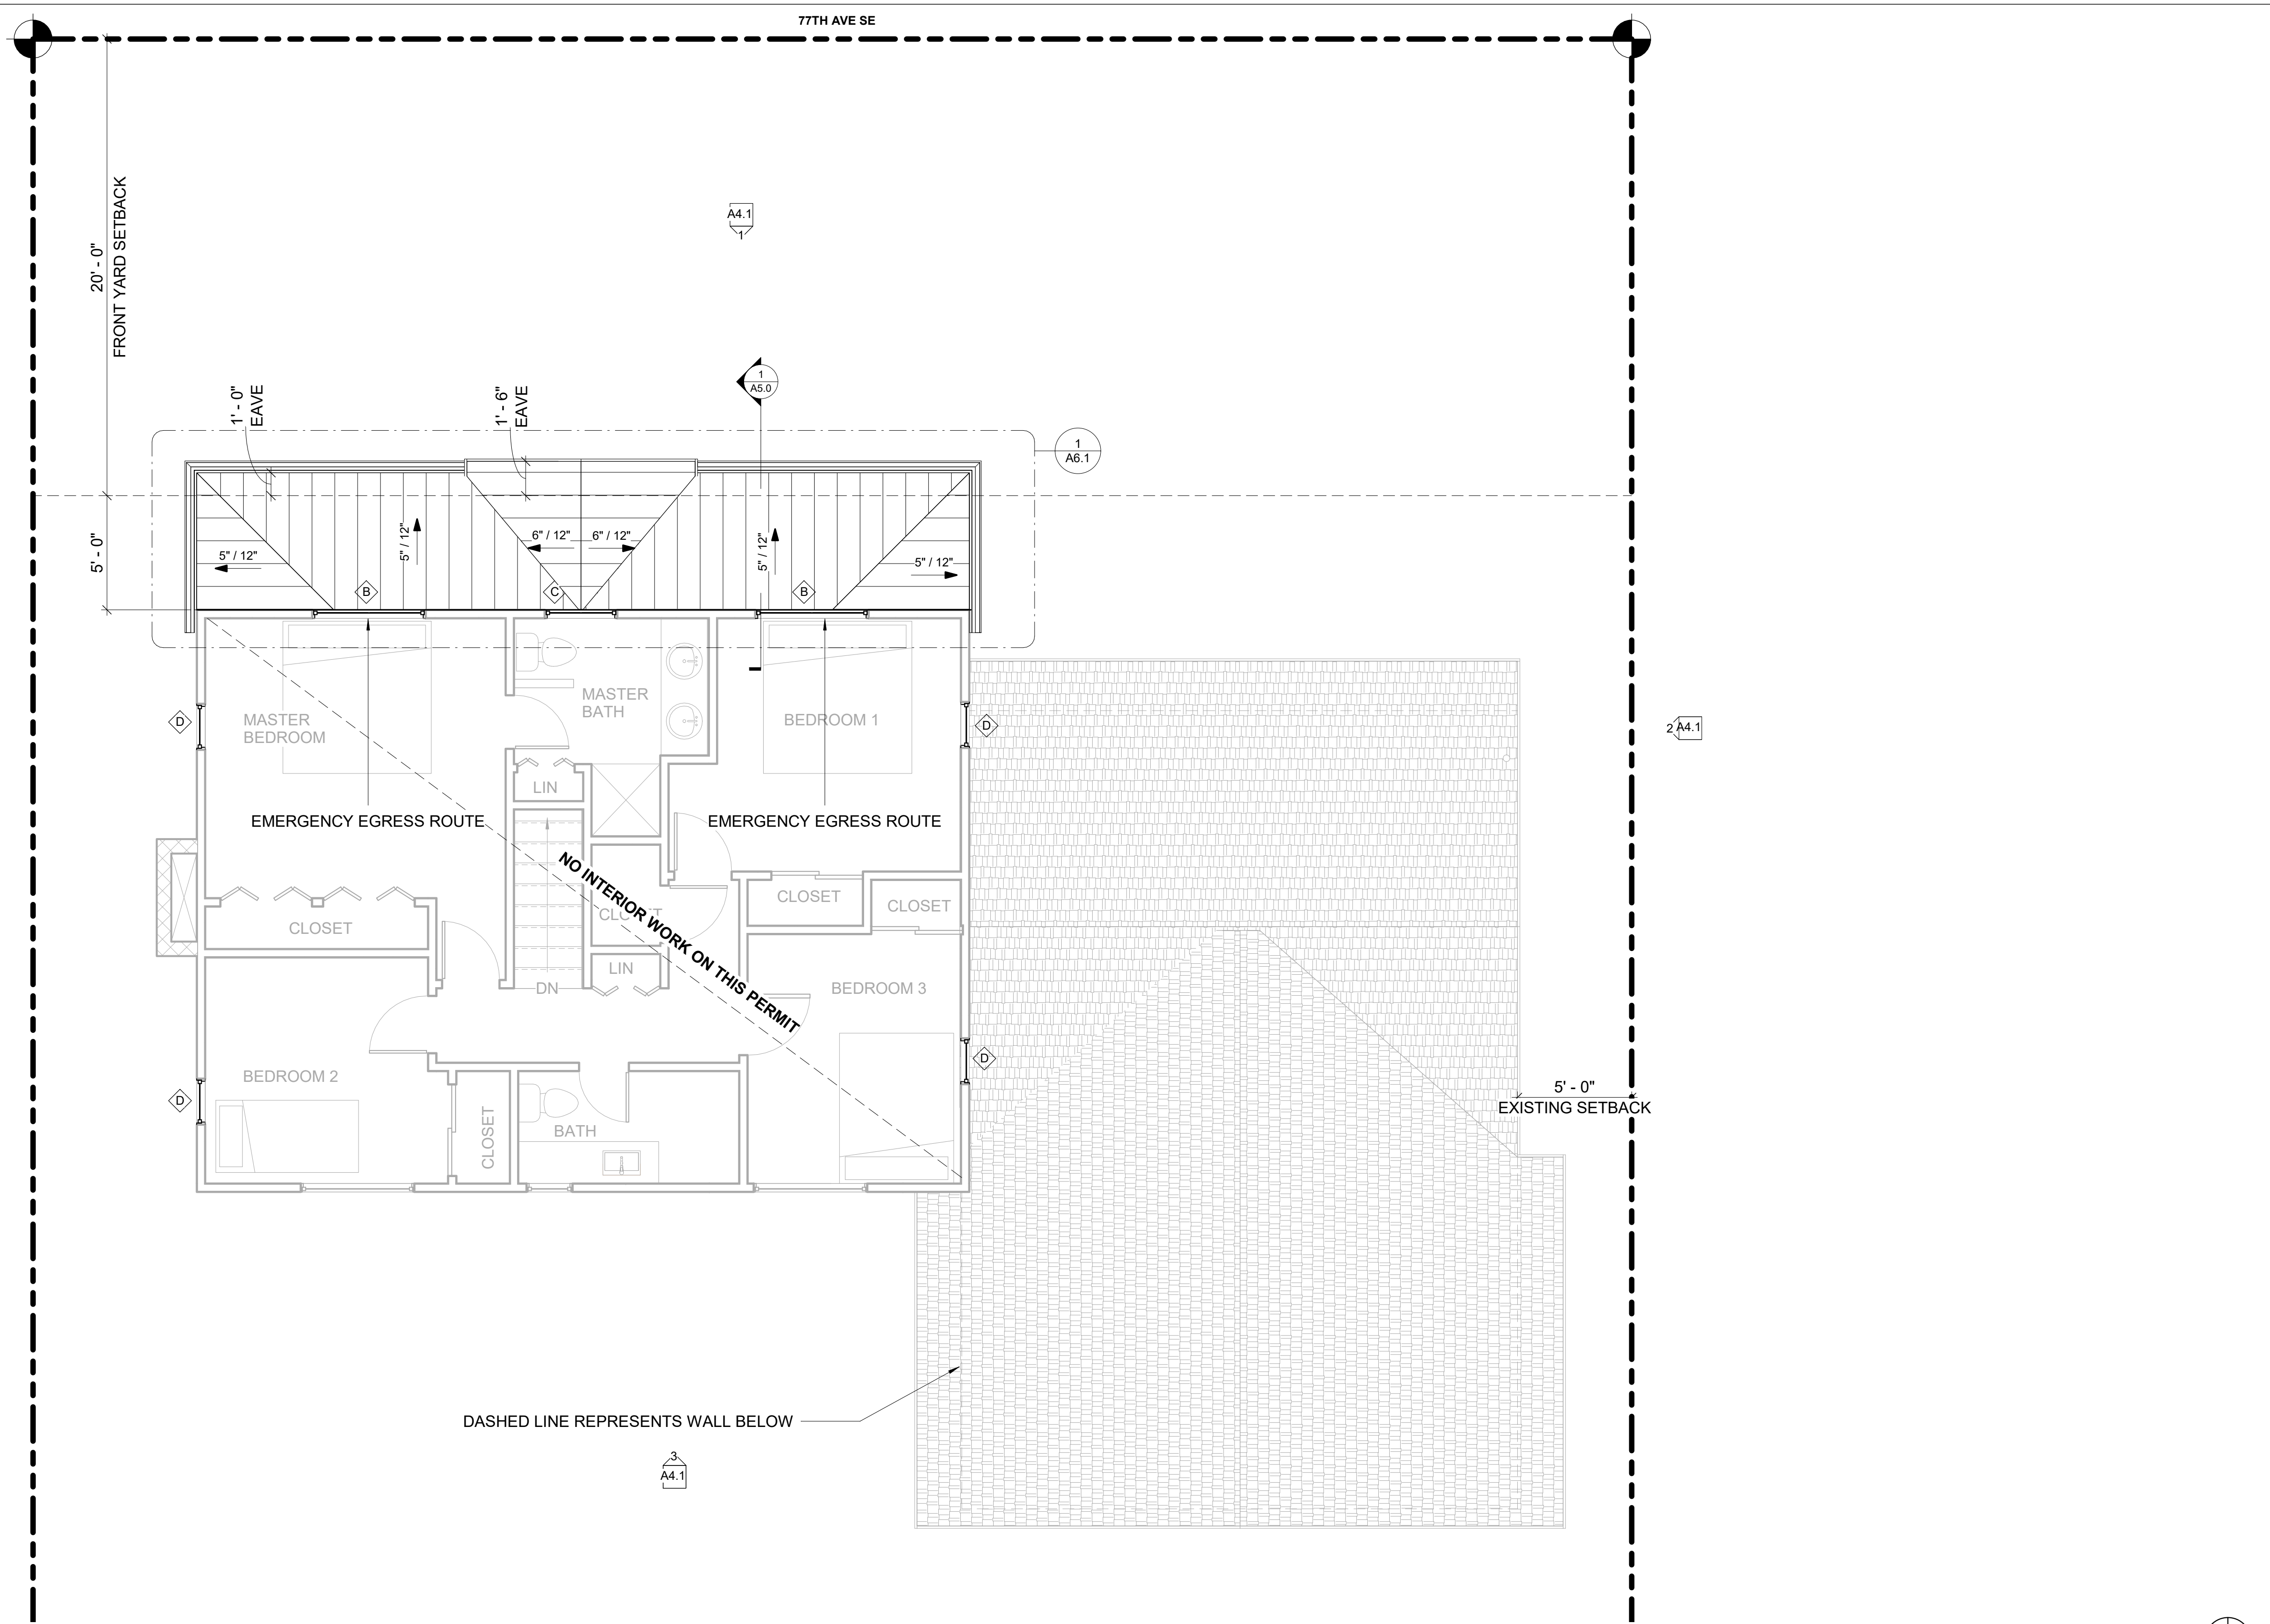 77TH AVE SE
20' - 0"
FRONT YARD SETBACK
A4.1
1
1' - 0"
EAVE
1' - 6"
EAVE
1
A5.0
1
A6.1
5' - 0"
5" / 12"
5" / 12"
6" / 12"
6" / 12"
5" / 12"
5" / 12"
B
C
B
MASTER
BEDROOM
MASTER
BATH
BEDROOM 1
D
D
2
A4.1
LIN
EMERGENCY EGRESS ROUTE
EMERGENCY EGRESS ROUTE
NO INTERIOR WORK ON THIS PERMIT
CLOSET
CLOSET
CLOSET
CLOSET
LIN
DN
BEDROOM 3
BEDROOM 2
D
D
CLOSET
BATH
5' - 0"
EXISTING SETBACK
DASHED LINE REPRESENTS WALL BELOW
3
A4.1